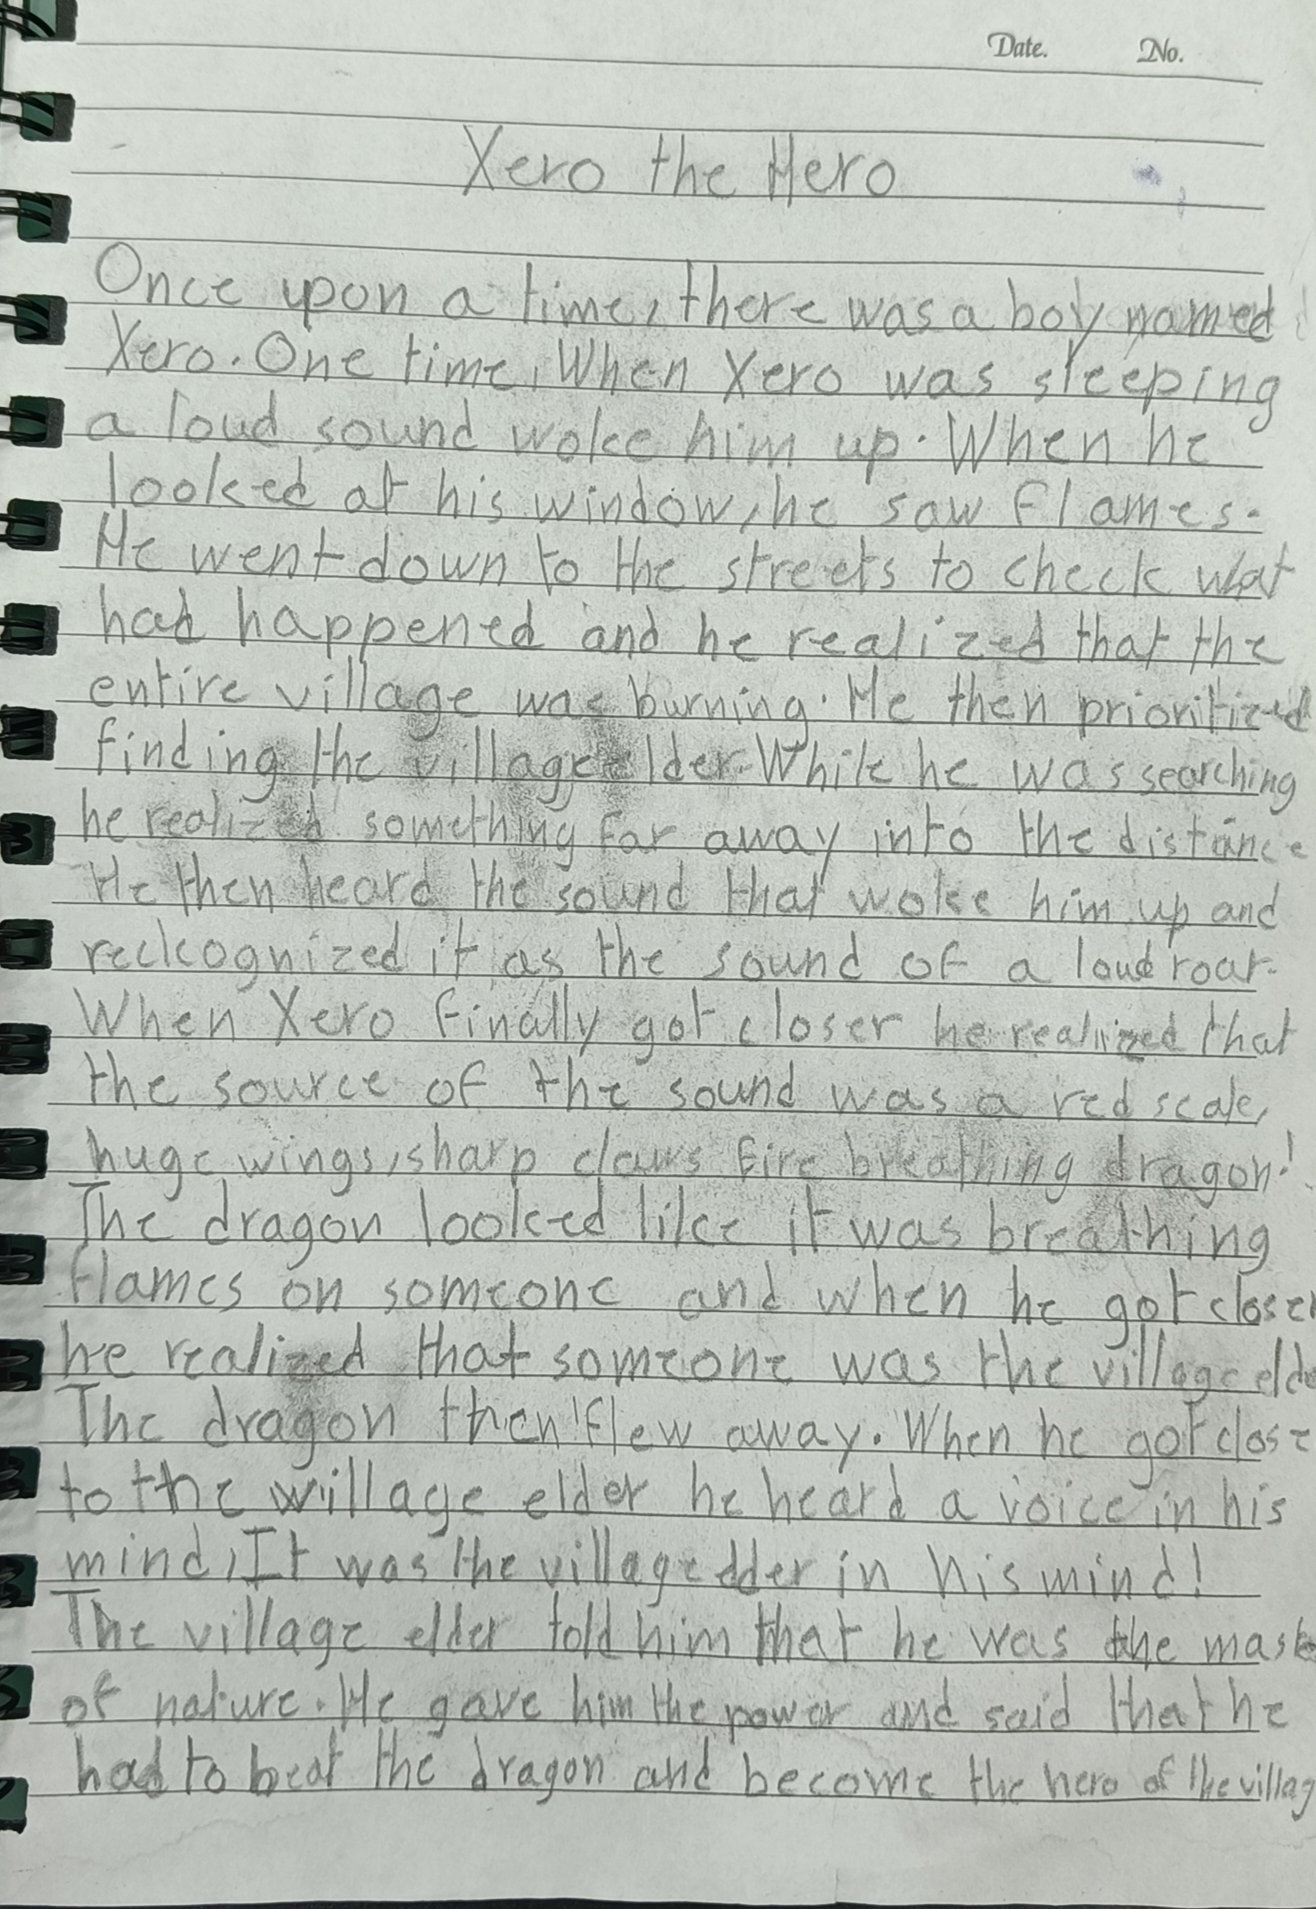 Date. No.
Xero the Hero
Once upon a time, there was a boy named
Xero. One time, When Xero was sleeping
a loud sound woke him up. When he
looked at his window, he saw flames.
He went down to the streets to check wat
had happened and he realized that the
entire village was burning. He then prioritized
finding the village elder. While he was searching
he realized something far away into the distance
He then heard the sound that woke him up and
reckognized it as the sound of a loud roar.
When Xero finally got closer he realized that
the source of the sound was a red scale,
huge wings, sharp claws fire breathing dragon!
The dragon looked like it was breathing
flames on someone and when he got closer
he realized that someone was the village elde
The dragon then flew away. When he got close
to the willage elder he heard a voice in his
mind, It was the village elder in his mind!
The village elder told him that he was the maste
of nature. He gave him the power and said that he
had to beat the dragon and become the hero of the villag